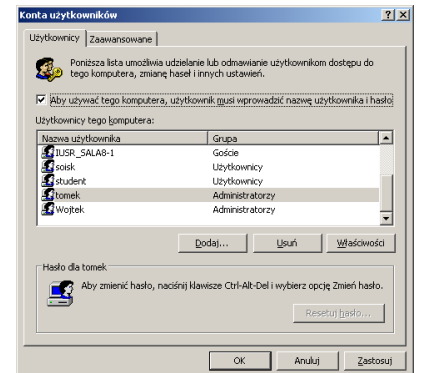 Konta użytkowników
Użytkownicy Zaawansowane
Poniższa lista umożliwia udzielanie lub odmawianie użytkownikom dostępu do
tego komputera, zmianę haseł i innych ustawień.
Aby używać tego komputera, użytkownik musi wprowadzić nazwę użytkownika i hasło
Użytkownicy tego komputera:
Nazwa użytkownika Grupa
IUSR_SALA8-1 Goście
soisk Użytkownicy
student Użytkownicy
tomek Administratorzy
Wojtek Administratorzy
Dodaj... Usuń Właściwości
Hasło dla tomek
Aby zmienić hasło, naciśnij klawisze Ctrl-Alt-Del i wybierz opcję Zmień hasło.
Resetuj hasło...
OK Anuluj Zastosuj